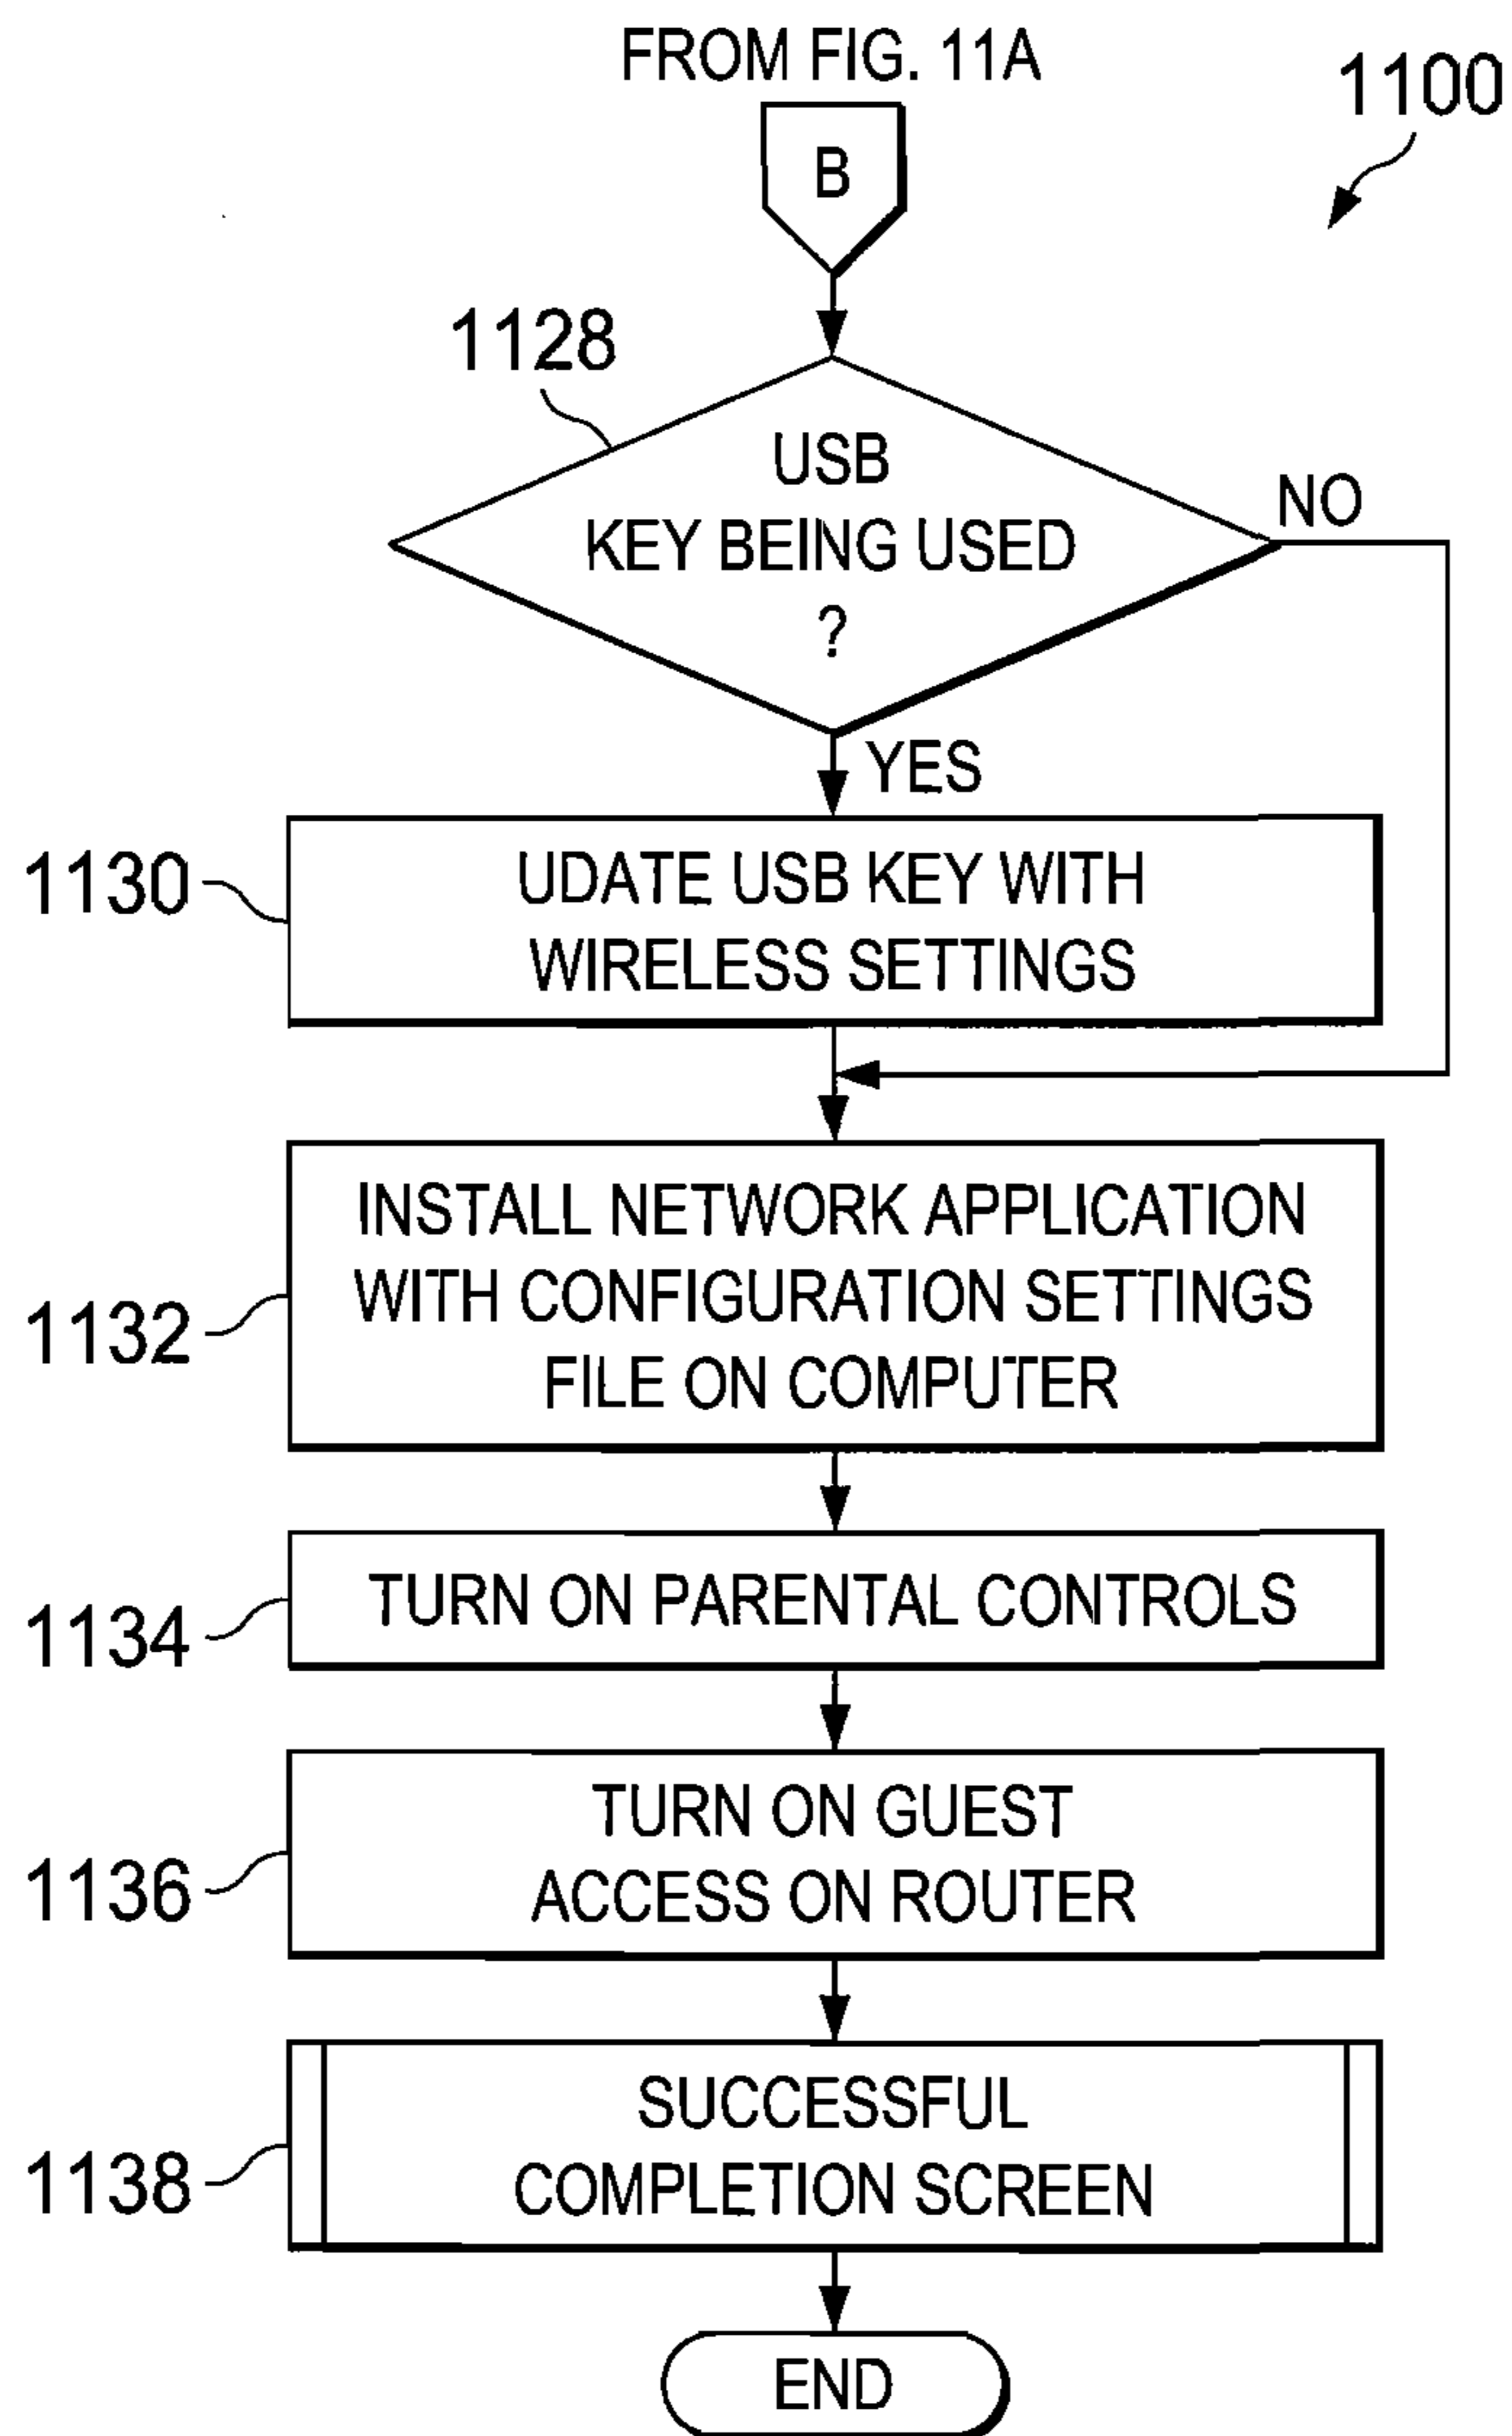 FROM FIG. 11A
1100
B
1128
USB
KEY BEING USED
?
NO
YES
1130
UDATE USB KEY WITH
WIRELESS SETTINGS
1132
INSTALL NETWORK APPLICATION
WITH CONFIGURATION SETTINGS
FILE ON COMPUTER
1134
TURN ON PARENTAL CONTROLS
1136
TURN ON GUEST
ACCESS ON ROUTER
1138
SUCCESSFUL
COMPLETION SCREEN
END